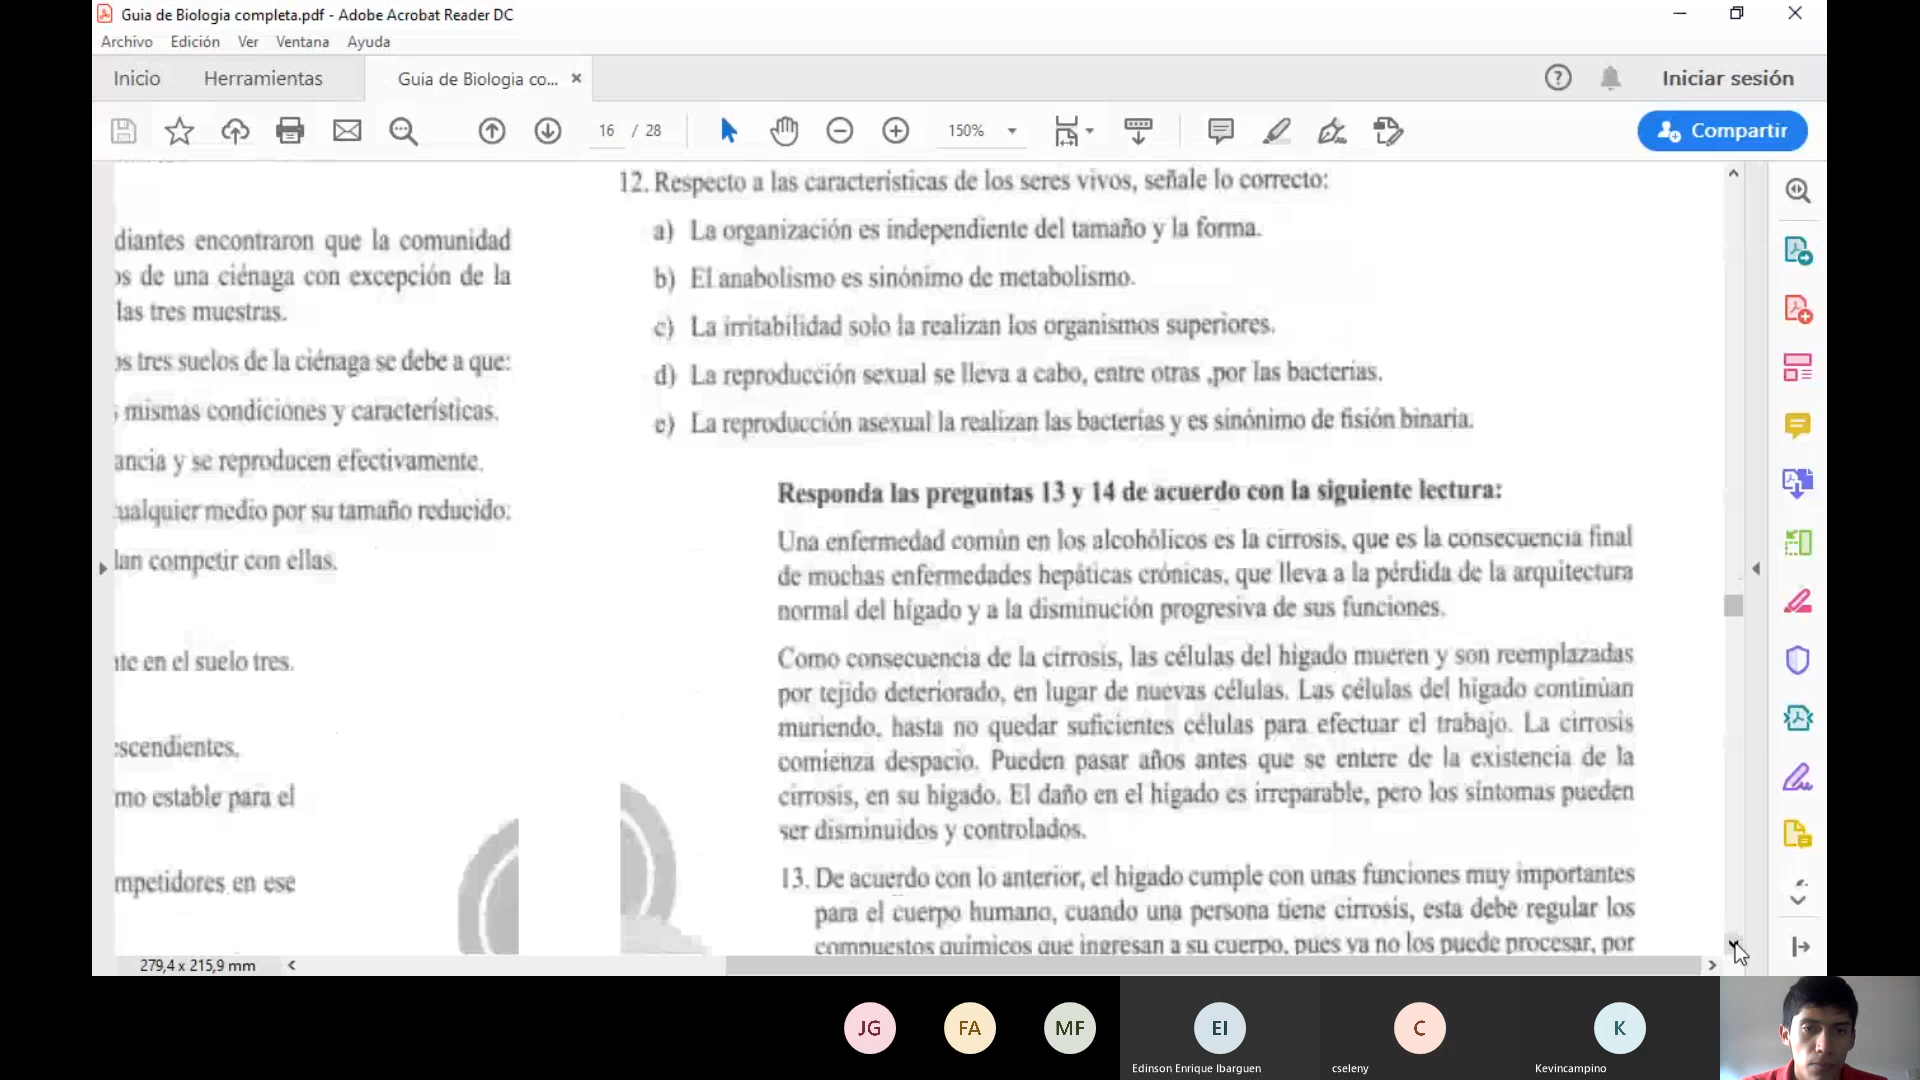 Guia de Biologia completa.pdf - Adobe Acrobat Reader DC
Archivo Edición Ver Ventana Ayuda
Inicio Herramientas Guia de Biologia co... × Iniciar sesión
16 / 28 150% Compartir
diantes encontraron que la comunidad
os de una ciénaga con excepción de la
las tres muestras.
os tres suelos de la ciénaga se debe a que:
mismas condiciones y características.
ancia y se reproducen efectivamente.
ualquier medio por su tamaño reducido.
dan competir con ellas.
te en el suelo tres.
scendientes.
mo estable para el
mpetidores en ese
12. Respecto a las características de los seres vivos, señale lo correcto:
a) La organización es independiente del tamaño y la forma.
b) El anabolismo es sinónimo de metabolismo.
c) La irritabilidad solo la realizan los organismos superiores.
d) La reproducción sexual se lleva a cabo, entre otras ,por las bacterias.
e) La reproducción asexual la realizan las bacterias y es sinónimo de fisión binaria.
Responda las preguntas 13 y 14 de acuerdo con la siguiente lectura:
Una enfermedad común en los alcohólicos es la cirrosis, que es la consecuencia final
de muchas enfermedades hepáticas crónicas, que lleva a la pérdida de la arquitectura
normal del hígado y a la disminución progresiva de sus funciones.
Como consecuencia de la cirrosis, las células del hígado mueren y son reemplazadas
por tejido deteriorado, en lugar de nuevas células. Las células del hígado continúan
muriendo, hasta no quedar suficientes células para efectuar el trabajo. La cirrosis
comienza despacio. Pueden pasar años antes que se entere de la existencia de la
cirrosis, en su hígado. El daño en el hígado es irreparable, pero los síntomas pueden
ser disminuidos y controlados.
13. De acuerdo con lo anterior, el hígado cumple con unas funciones muy importantes
para el cuerpo humano, cuando una persona tiene cirrosis, esta debe regular los
compuestos químicos que ingresan a su cuerpo, pues ya no los puede procesar, por
279,4 x 215,9 mm
JG FA MF EI C K
Edinson Enrique Ibarguen cseleny Kevincampino